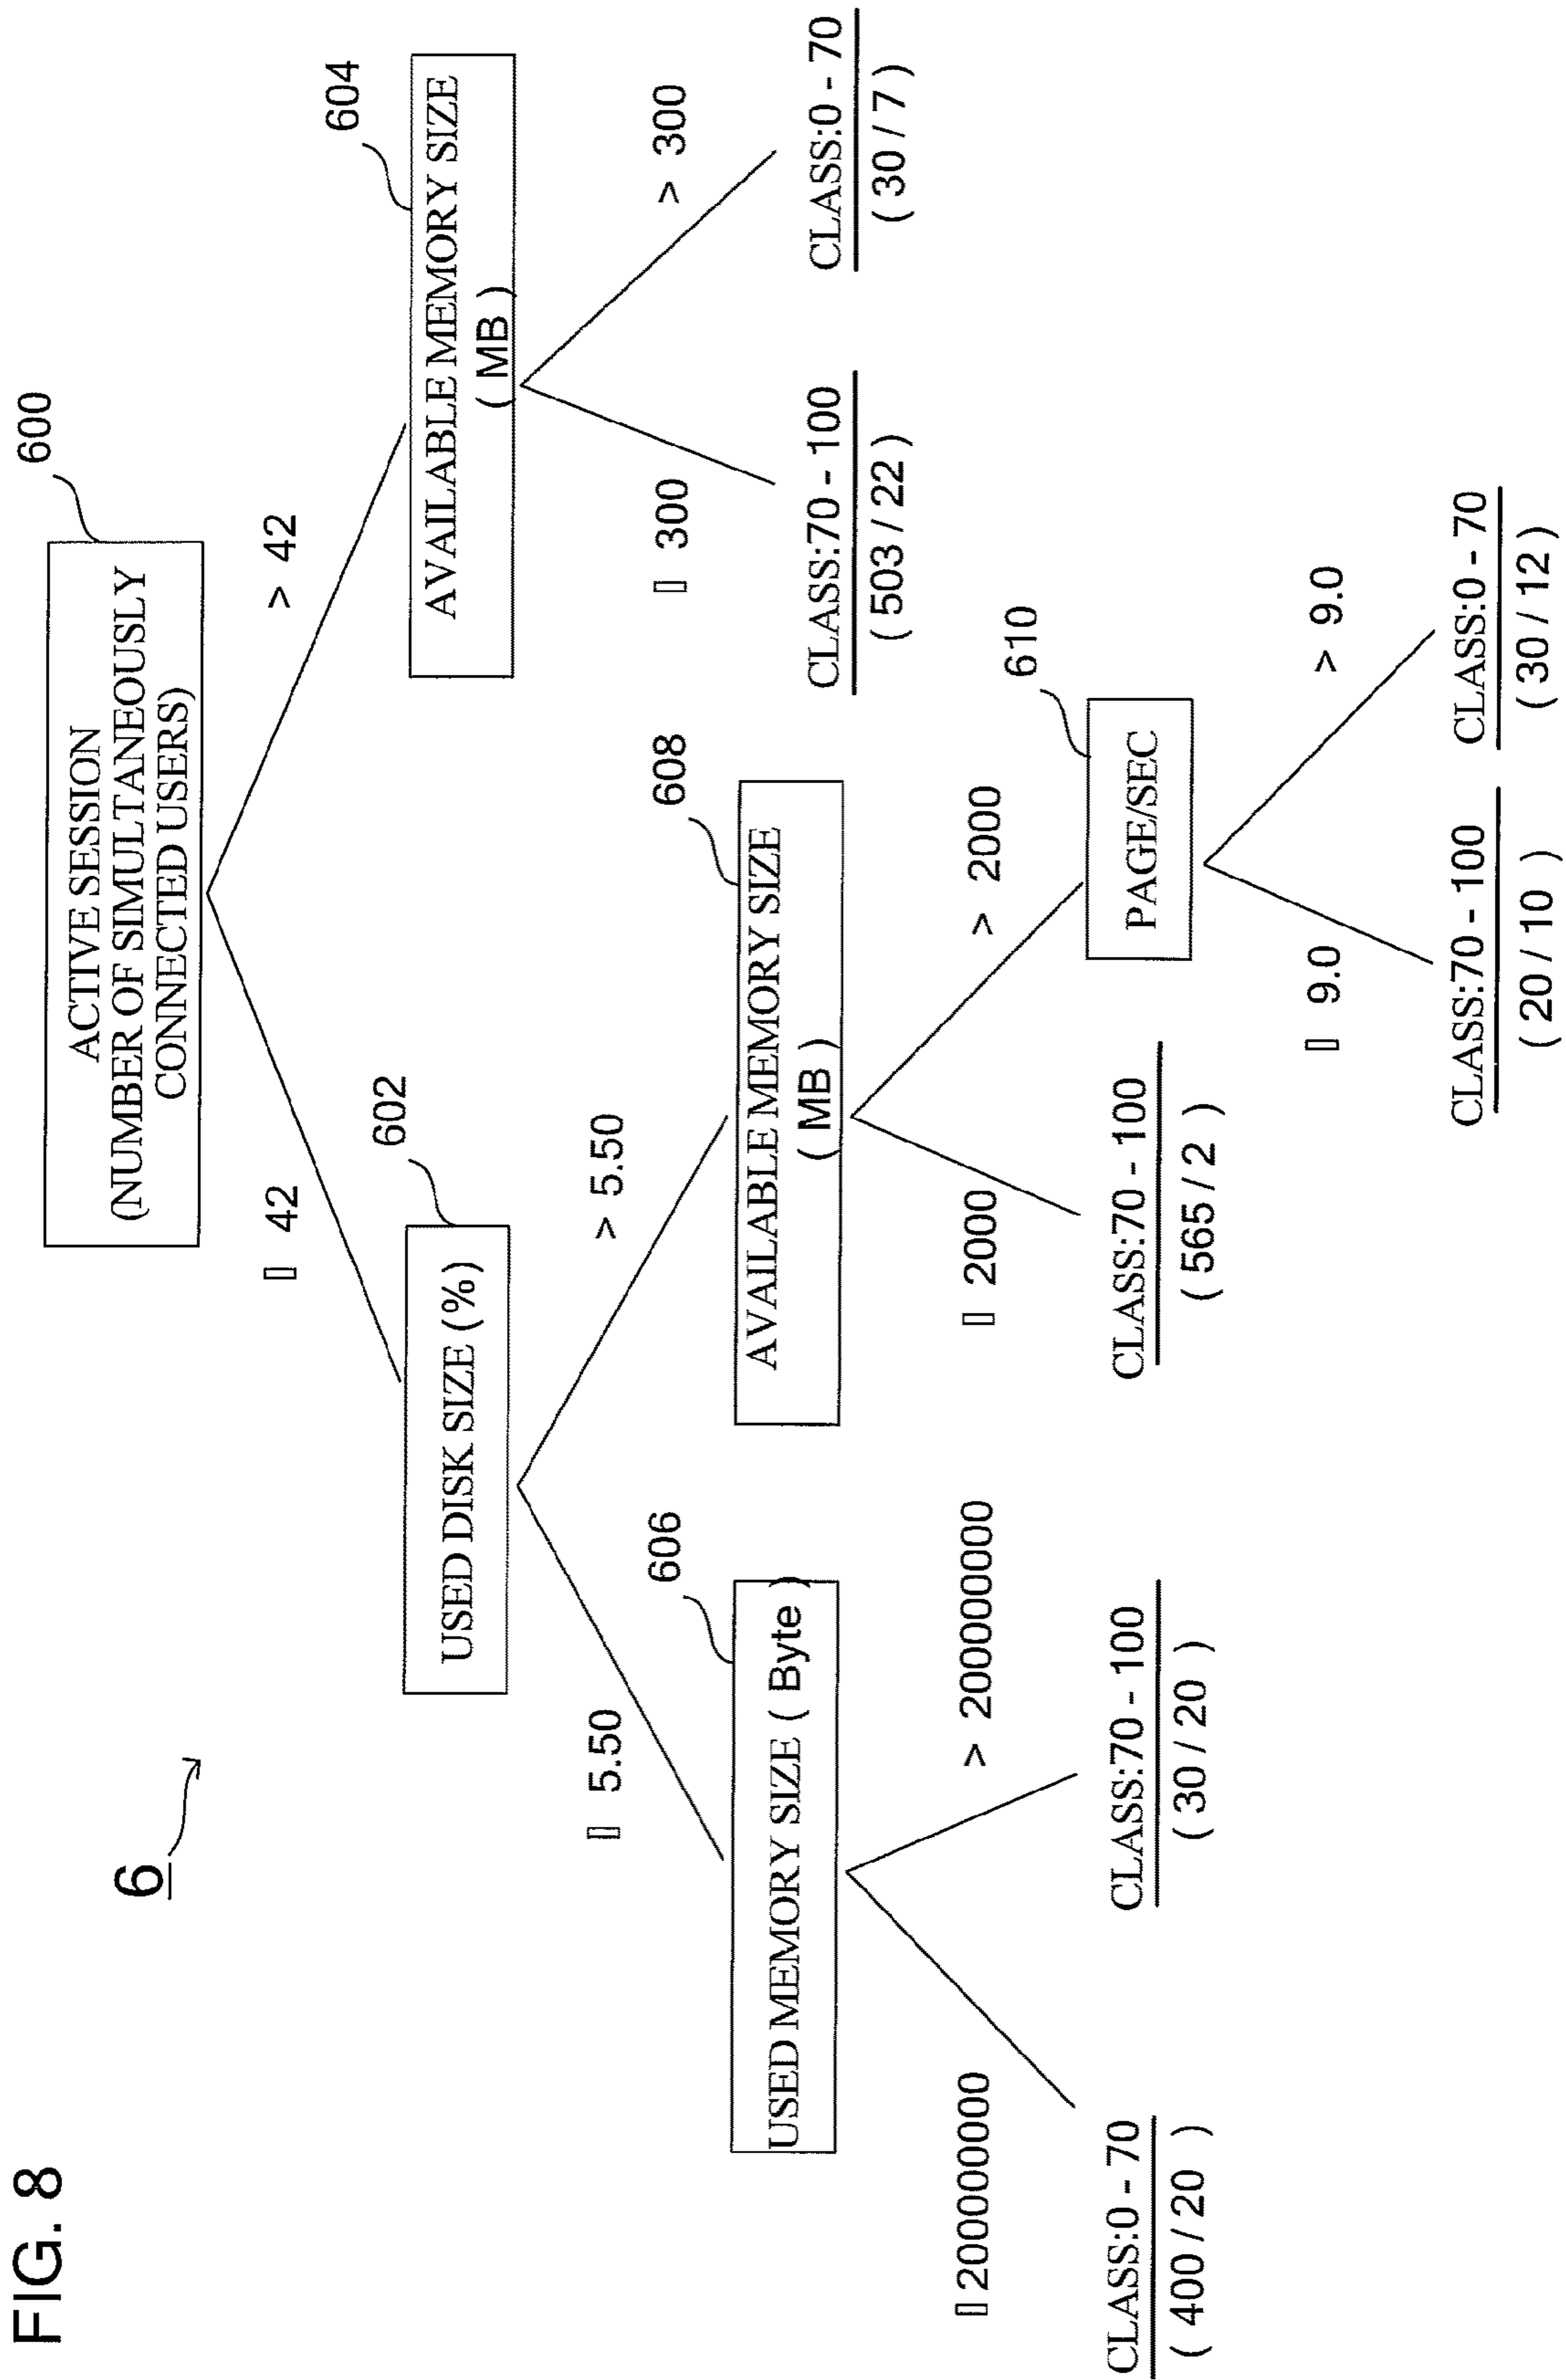 FIG. 8
6
600
ACTIVE SESSION
(NUMBER OF SIMULTANEOUSLY
CONNECTED USERS)
▯ 42
> 42
602
USED DISK SIZE (%)
604
AVAILABLE MEMORY SIZE
( MB )
▯ 5.50
> 5.50
▯ 300
> 300
606
USED MEMORY SIZE ( Byte )
608
AVAILABLE MEMORY SIZE
( MB )
CLASS:70 - 100
( 503 / 22 )
CLASS:0 - 70
( 30 / 7 )
▯ 200000000
> 200000000
▯ 2000
> 2000
610
PAGE/SEC
CLASS:0 - 70
( 400 / 20 )
CLASS:70 - 100
( 30 / 20 )
CLASS:70 - 100
( 565 / 2 )
▯ 9.0
> 9.0
CLASS:70 - 100
( 20 / 10 )
CLASS:0 - 70
( 30 / 12 )